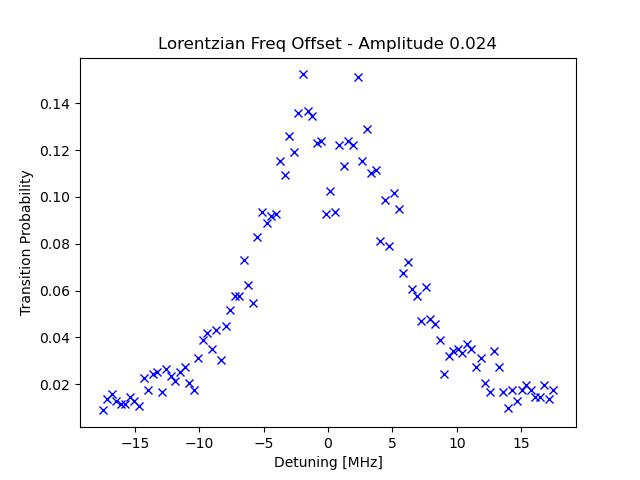 Lorentzian Freq Offset - Amplitude 0.024
Transition Probability
0.14
0.12
0.10
0.08
0.06
0.04
0.02
−15 −10 −5 0 5 10 15
Detuning [MHz]